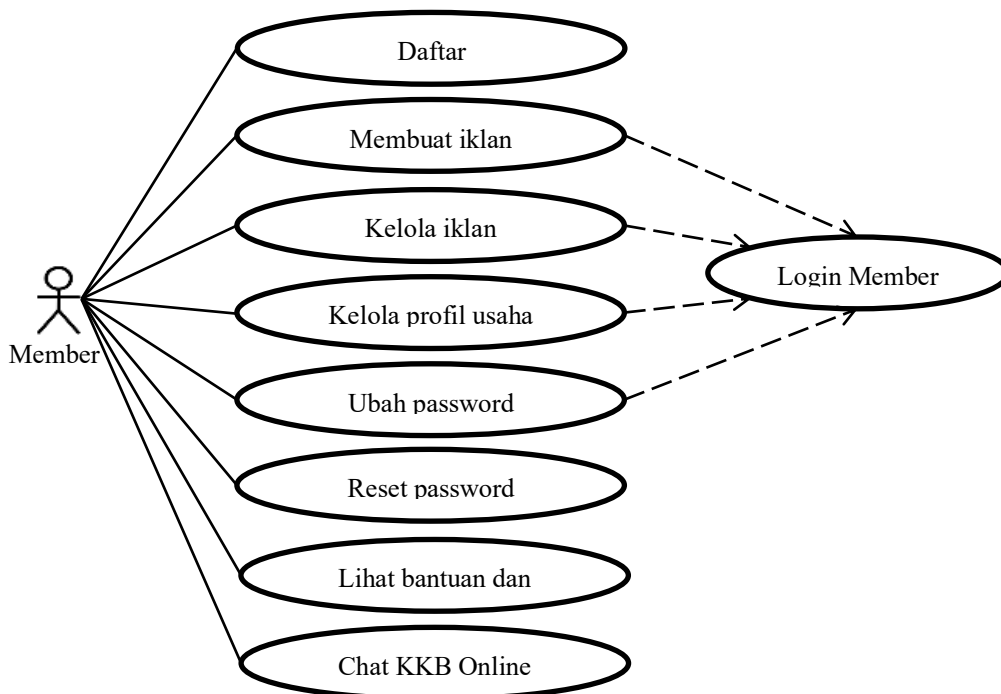 Daftar
Membuat iklan
Kelola iklan
Login Member
Kelola profil usaha
Member
Ubah password
Reset password
Lihat bantuan dan
Chat KKB Online